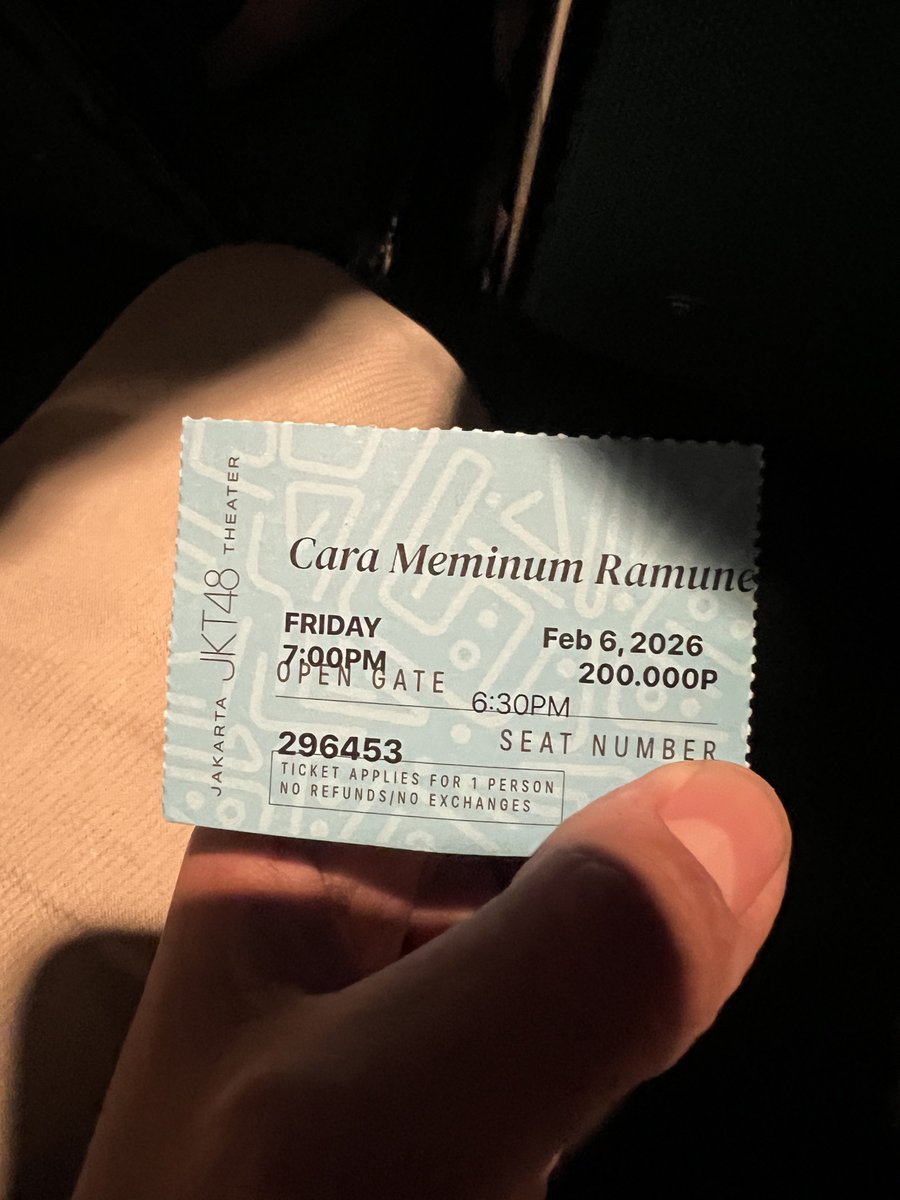 JAKARTA JKT48 THEATER
Cara Meminum Ramune
FRIDAY
Feb 6, 2026
7:00PM
200.000P
OPEN GATE
6:30PM
296453
SEAT NUMBER
TICKET APPLIES FOR 1 PERSON
NO REFUNDS/NO EXCHANGES